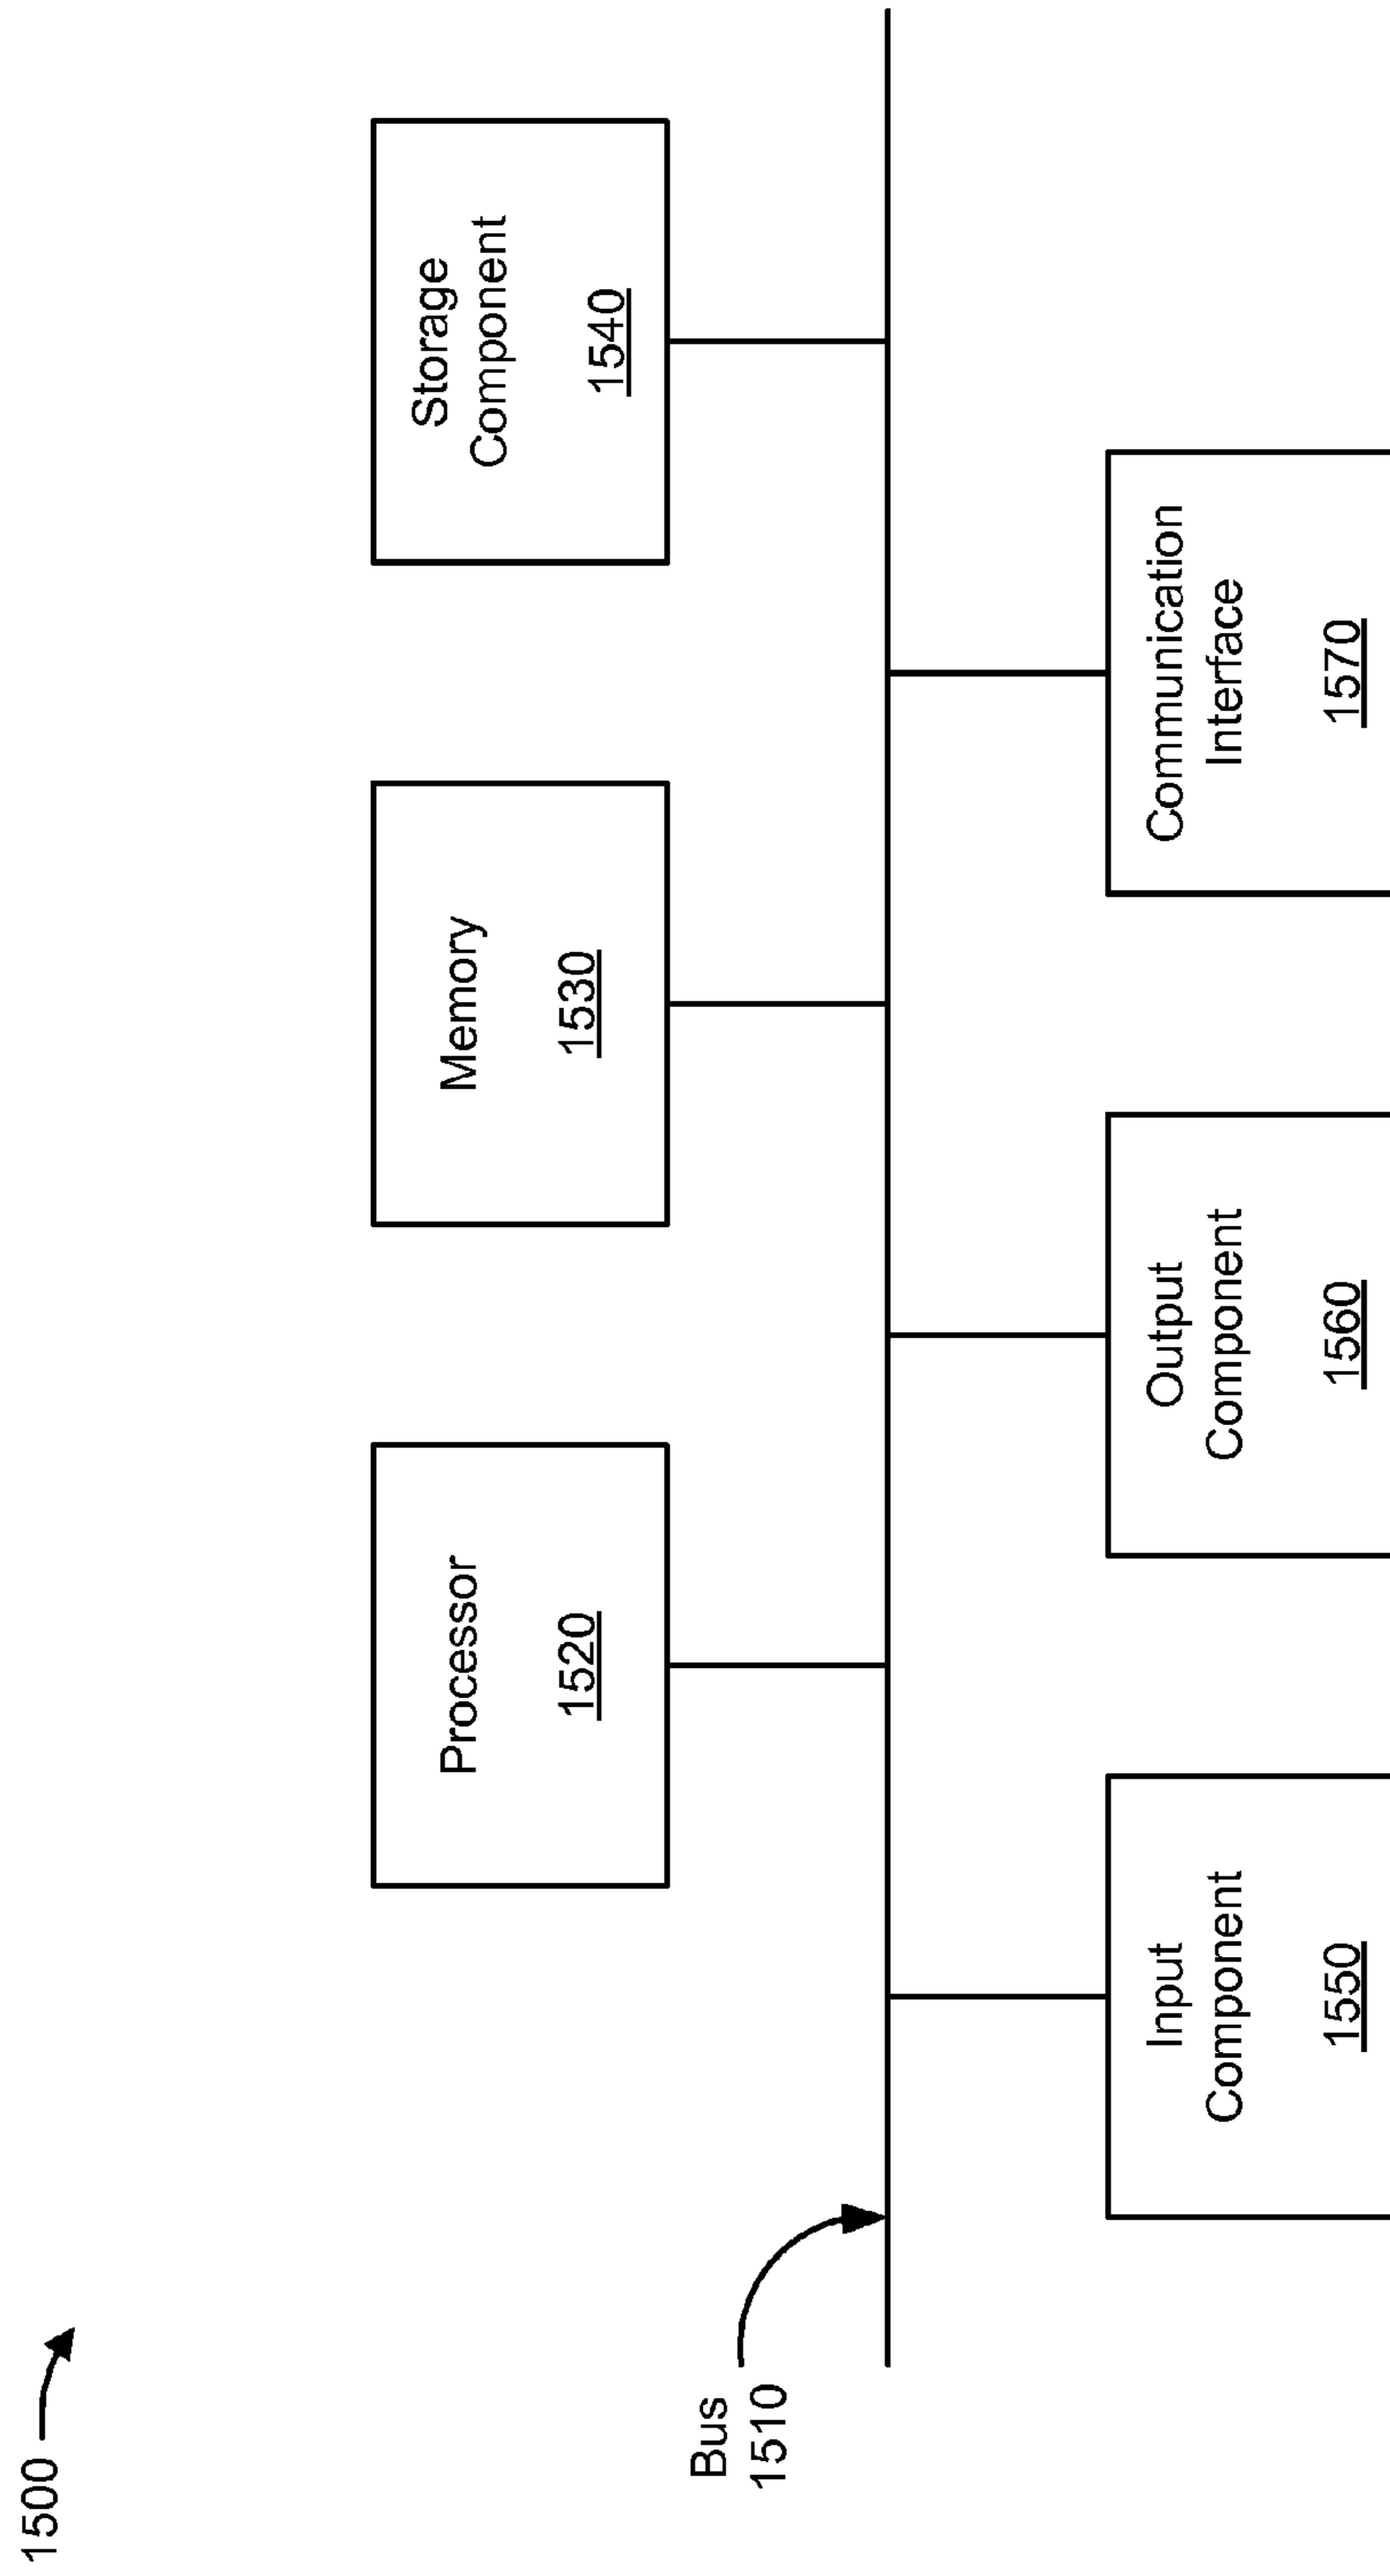 1500
Processor
1520
Memory
1530
Storage
Component
1540
Bus
1510
Input
Component
1550
Output
Component
1560
Communication
Interface
1570